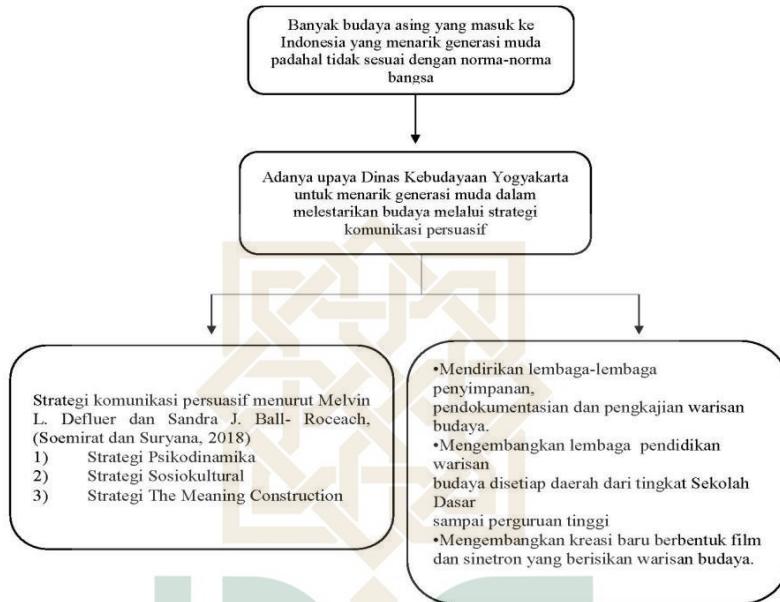 Banyak budaya asing yang masuk ke
Indonesia yang menarik generasi muda
padahal tidak sesuai dengan norma-norma
bangsa
Adanya upaya Dinas Kebudayaan Yogyakarta
untuk menarik generasi muda dalam
melestarikan budaya melalui strategi
komunikasi persuasif
Strategi komunikasi persuasif menurut Melvin
L. Defluer dan Sandra J. Ball- Roceach,
(Soemirat dan Suryana, 2018)
1) Strategi Psikodinamika
2) Strategi Sosiokultural
3) Strategi The Meaning Construction
•Mendirikan lembaga-lembaga
penyimpanan,
pendokumentasian dan pengkajian warisan
budaya.
•Mengembangkan lembaga pendidikan
warisan
budaya disetiap daerah dari tingkat Sekolah
Dasar
sampai perguruan tinggi
•Mengembangkan kreasi baru berbentuk film
dan sinetron yang berisikan warisan budaya.